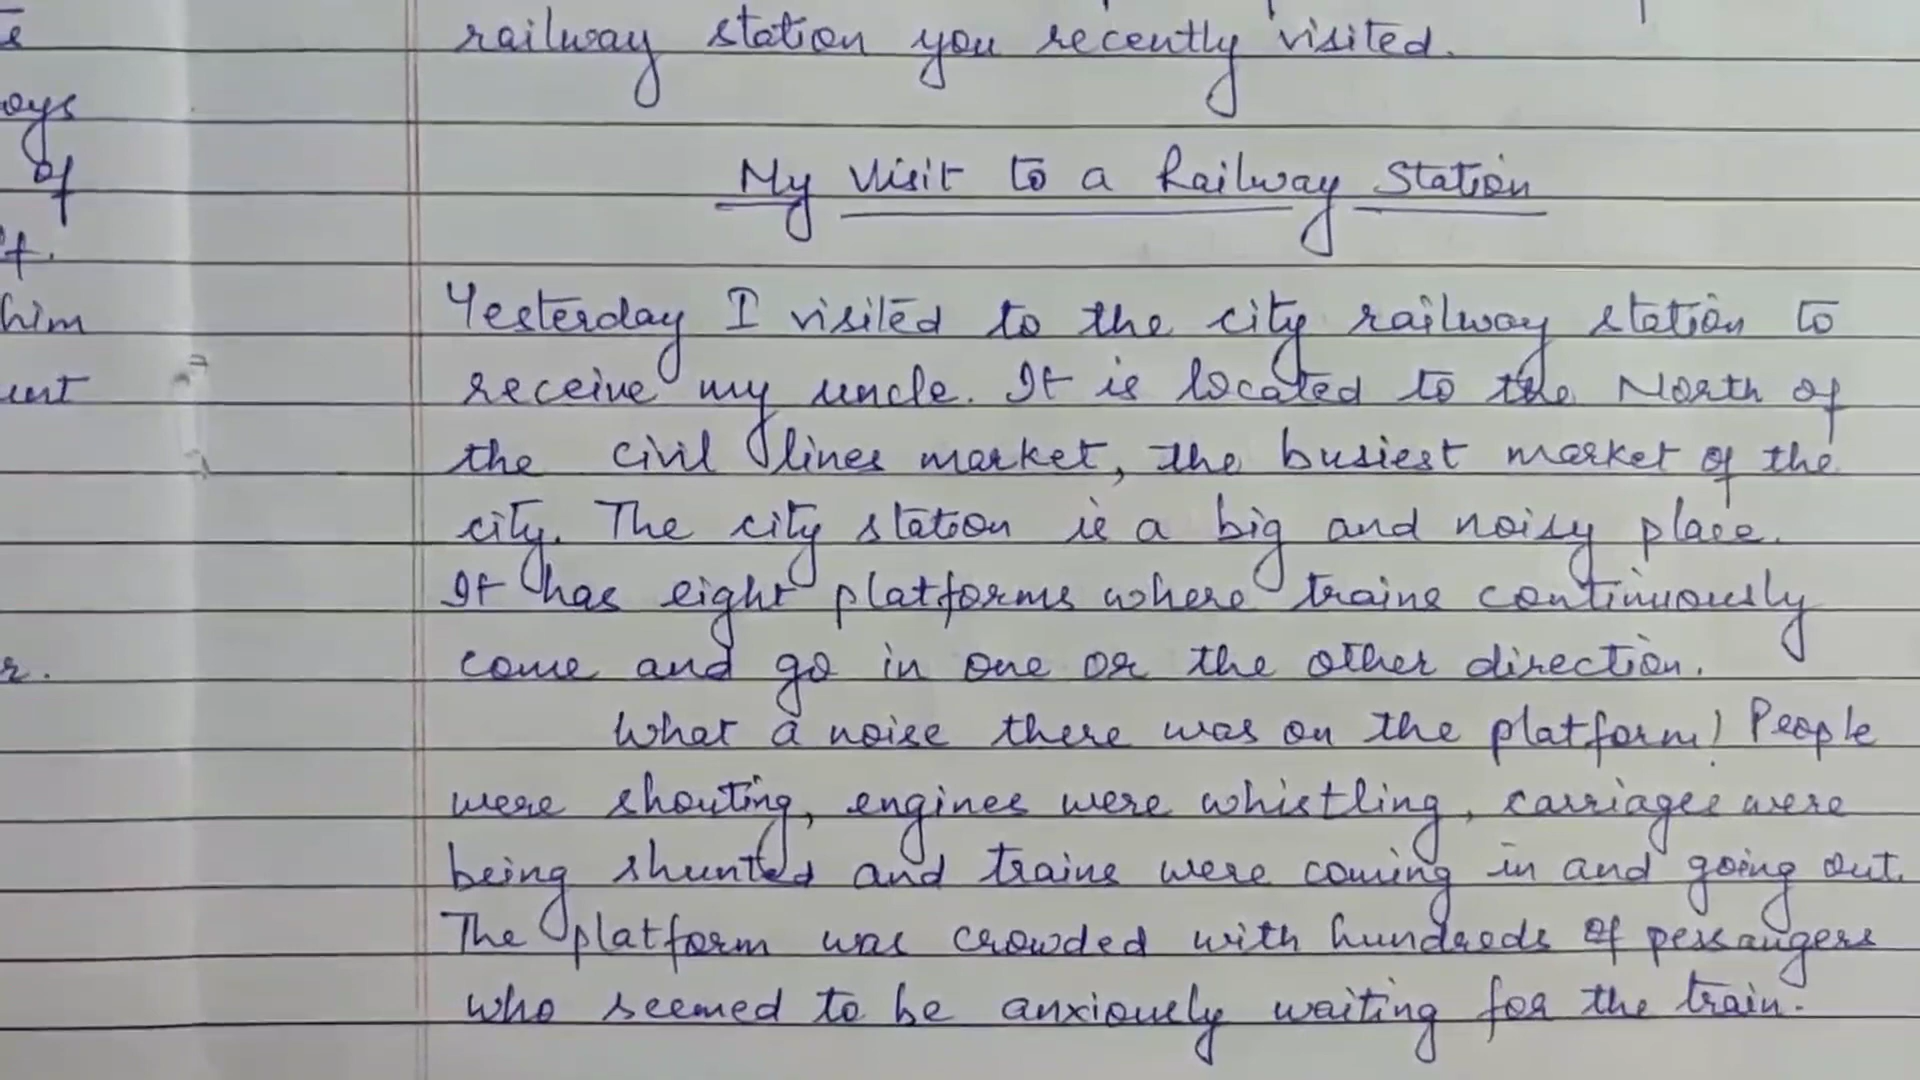 railway station you recently visited.
oys
of
him
My Visit to a Railway Station
Yesterday I visited to the city railway station to
receive my uncle. It is located to the North of
the civil lines market, the busiest market of the
city. The city station is a big and noisy place.
It has eight platforms where trains continuously
come and go in one or the other direction.
What a noise there was on the platform! People
were shouting, engines were whistling, carriages were
being shunted and trains were coming in and going out.
The platform was crowded with hundreds of pessangers
who seemed to be anxiously waiting for the train.